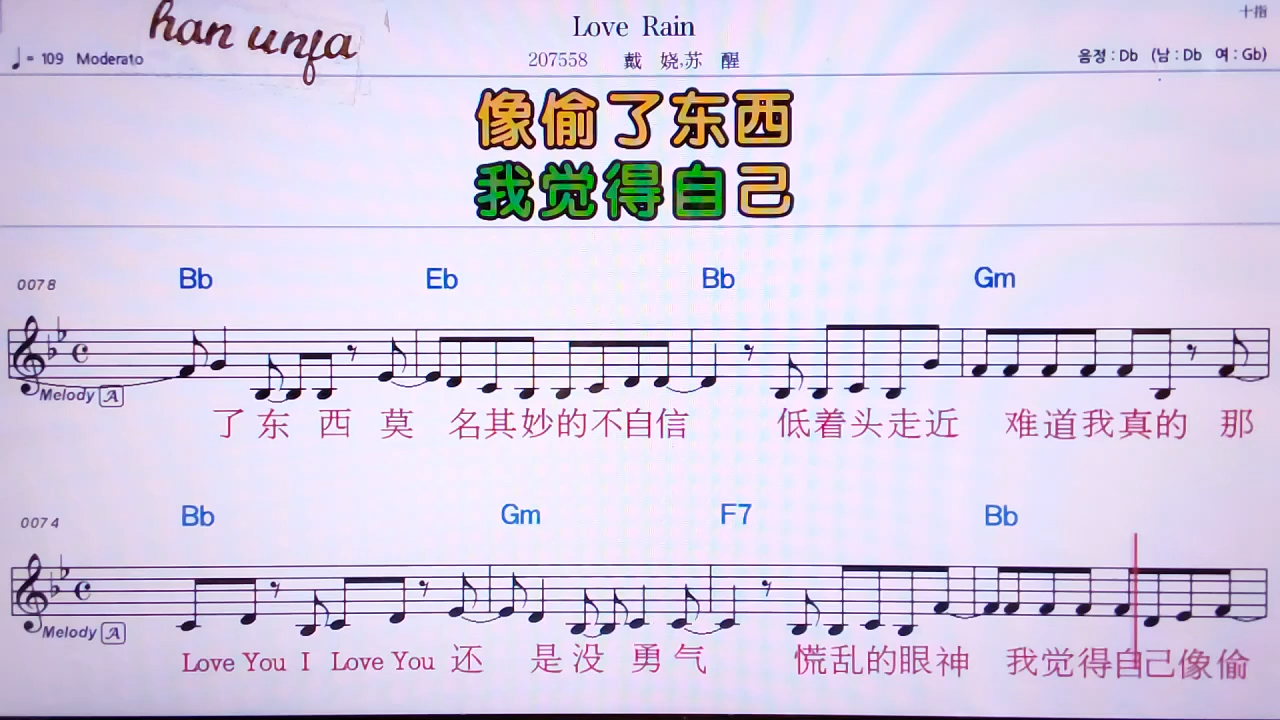 十指
han unja
Love Rain
♩= 109 Moderato
207558 戴 娆,苏 醒
음정 : Db (남 : Db 여 : Gb)
像偷了东西
我觉得自己
0078
Bb Eb Bb Gm
Melody A
了东 西 莫 名其妙的不自信 低着头走近 难道我真的 那
0074
Bb Gm F7 Bb
Melody A
Love You I Love You 还 是没 勇气 慌乱的眼神 我觉得自己像偷